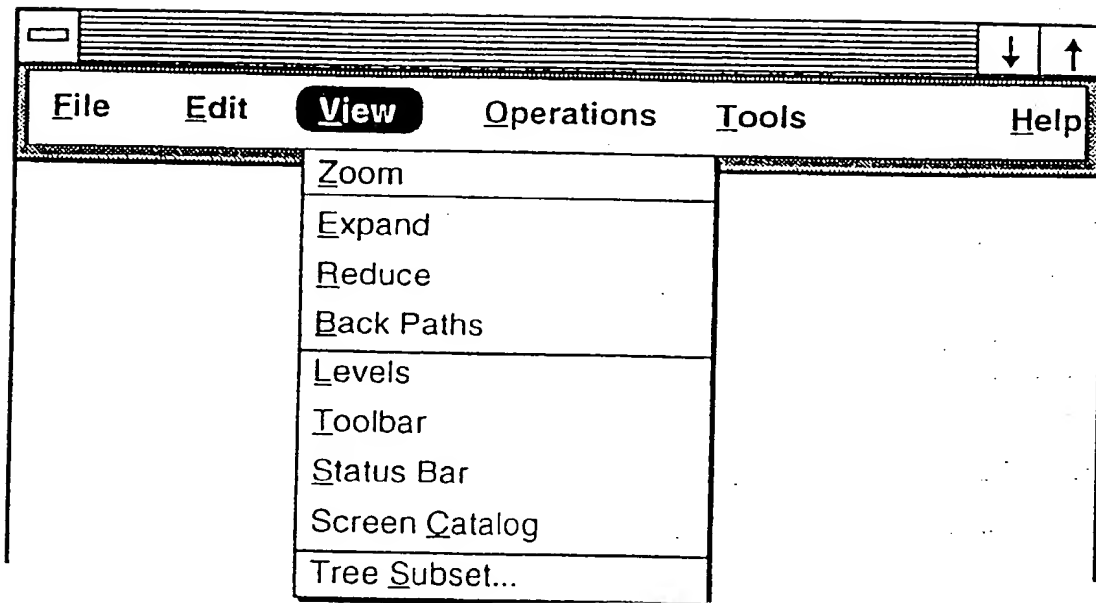 File Edit View Operations Tools Help
Zoom
Expand
Reduce
Back Paths
Levels
Toolbar
Status Bar
Screen Catalog
Tree Subset...